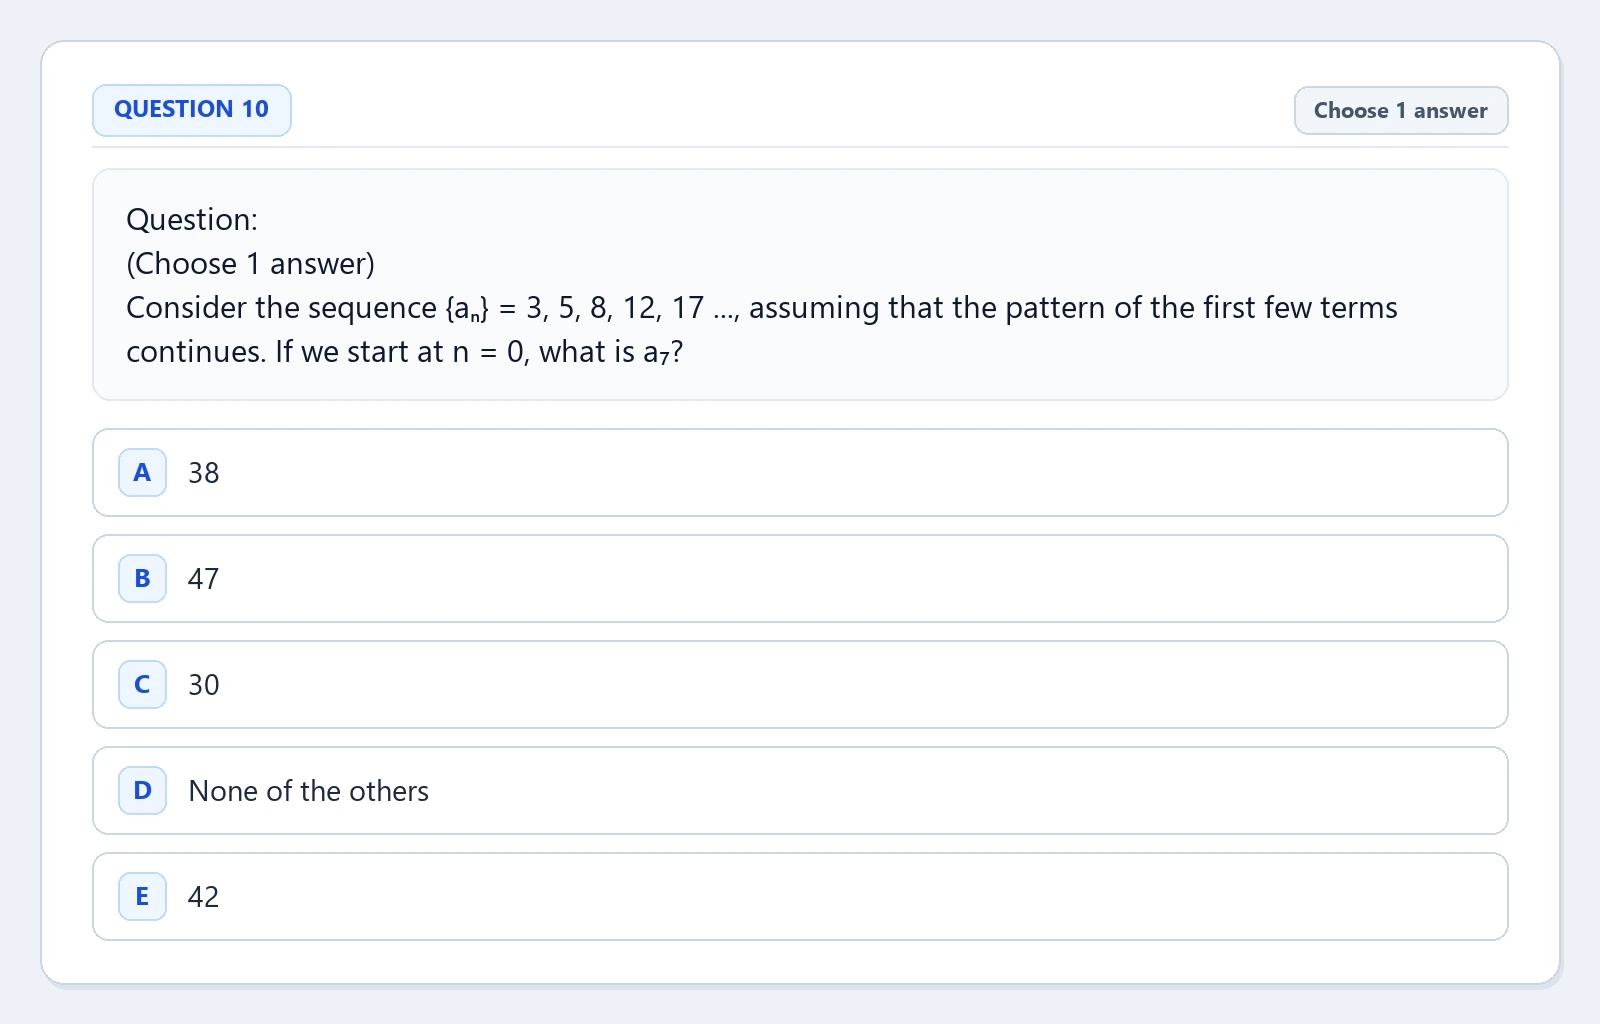 QUESTION 10
Choose 1 answer
Question:
(Choose 1 answer)
Consider the sequence {aₙ} = 3, 5, 8, 12, 17 ..., assuming that the pattern of the first few terms
continues. If we start at n = 0, what is a₇?
A 38
B 47
C 30
D None of the others
E 42